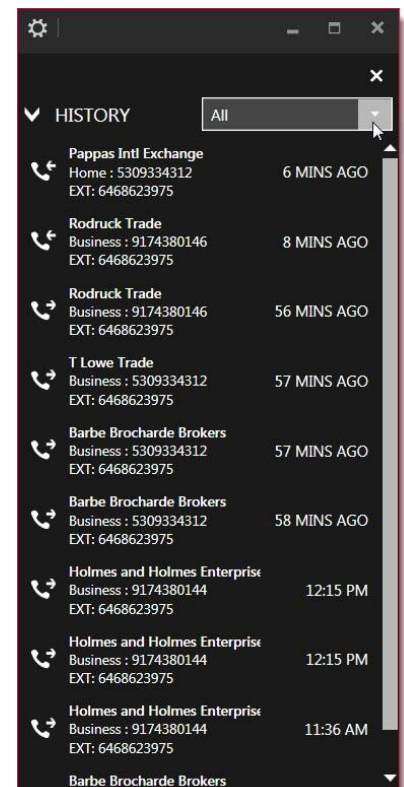 HISTORY All
Pappas Intl Exchange
Home : 5309334312 6 MINS AGO
EXT: 6468623975
Rodruck Trade
Business : 9174380146 8 MINS AGO
EXT: 6468623975
Rodruck Trade
Business : 9174380146 56 MINS AGO
EXT: 6468623975
T Lowe Trade
Business : 5309334312 57 MINS AGO
EXT: 6468623975
Barbe Brocharde Brokers
Business : 5309334312 57 MINS AGO
EXT: 6468623975
Barbe Brocharde Brokers
Business : 5309334312 58 MINS AGO
EXT: 6468623975
Holmes and Holmes Enterprise
Business : 9174380144 12:15 PM
EXT: 6468623975
Holmes and Holmes Enterprise
Business : 9174380144 12:15 PM
EXT: 6468623975
Holmes and Holmes Enterprise
Business : 9174380144 11:36 AM
EXT: 6468623975
Barbe Brocharde Brokers